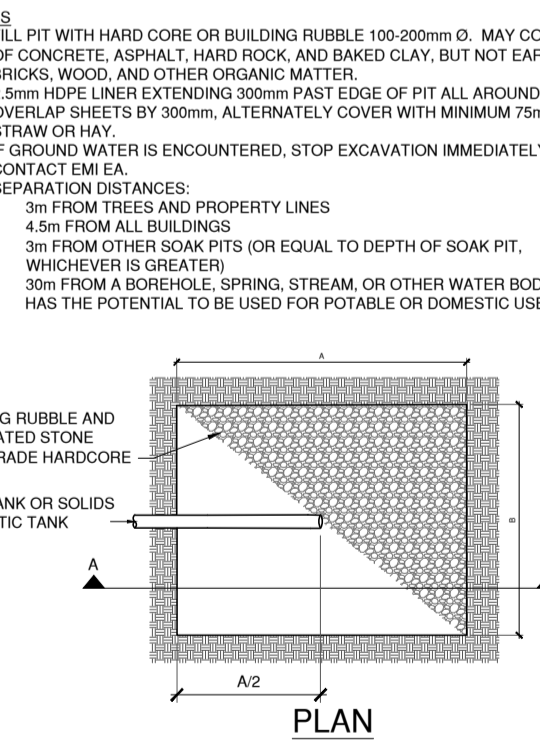 S
ILL PIT WITH HARD CORE OR BUILDING RUBBLE 100-200mm Ø. MAY CO
OF CONCRETE, ASPHALT, HARD ROCK, AND BAKED CLAY, BUT NOT EAR
BRICKS, WOOD, AND OTHER ORGANIC MATTER.
.5mm HDPE LINER EXTENDING 300mm PAST EDGE OF PIT ALL AROUND
OVERLAP SHEETS BY 300mm, ALTERNATELY COVER WITH MINIMUM 75m
STRAW OR HAY.
F GROUND WATER IS ENCOUNTERED, STOP EXCAVATION IMMEDIATELY
CONTACT EMI EA.
SEPARATION DISTANCES:
3m FROM TREES AND PROPERTY LINES
4.5m FROM ALL BUILDINGS
3m FROM OTHER SOAK PITS (OR EQUAL TO DEPTH OF SOAK PIT,
WHICHEVER IS GREATER)
30m FROM A BOREHOLE, SPRING, STREAM, OR OTHER WATER BOD
HAS THE POTENTIAL TO BE USED FOR POTABLE OR DOMESTIC USE
A
G RUBBLE AND
ATED STONE
RADE HARDCORE
B
ANK OR SOLIDS
TIC TANK
A
A/2
PLAN